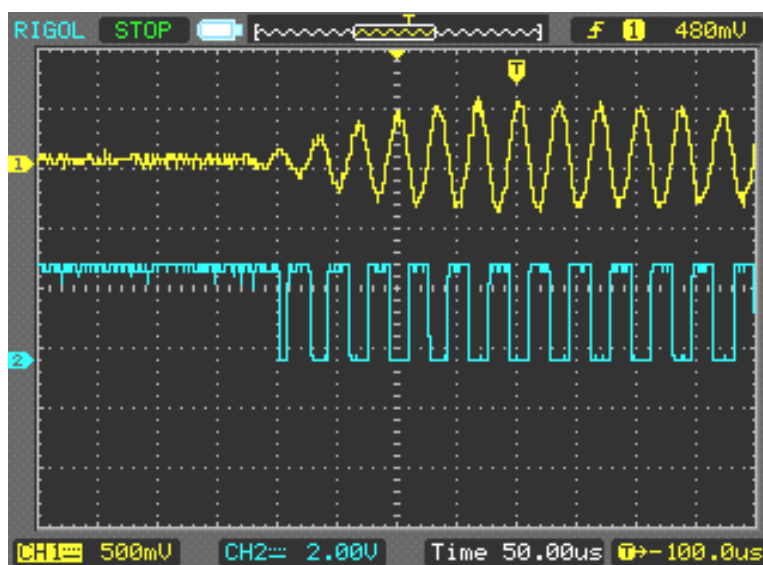 RIGOL STOP T 1 480mV
T
1
2
CH1 500mV CH2 2.00V Time 50.00us T→-100.0us